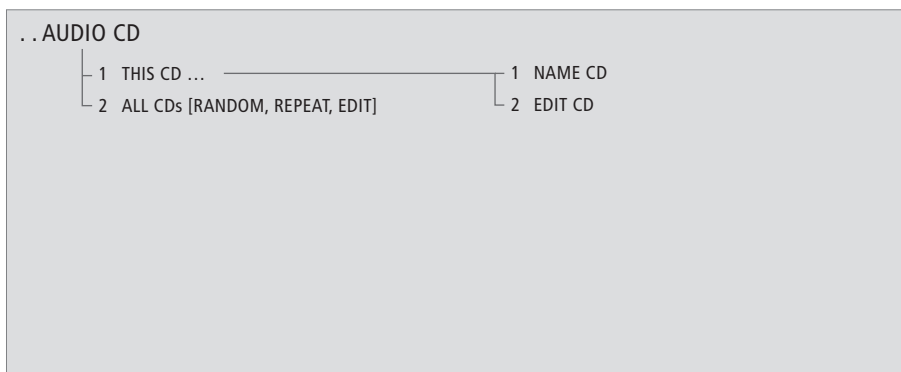 . . AUDIO CD
1 THIS CD … 1 NAME CD
2 ALL CDs [RANDOM, REPEAT, EDIT] 2 EDIT CD